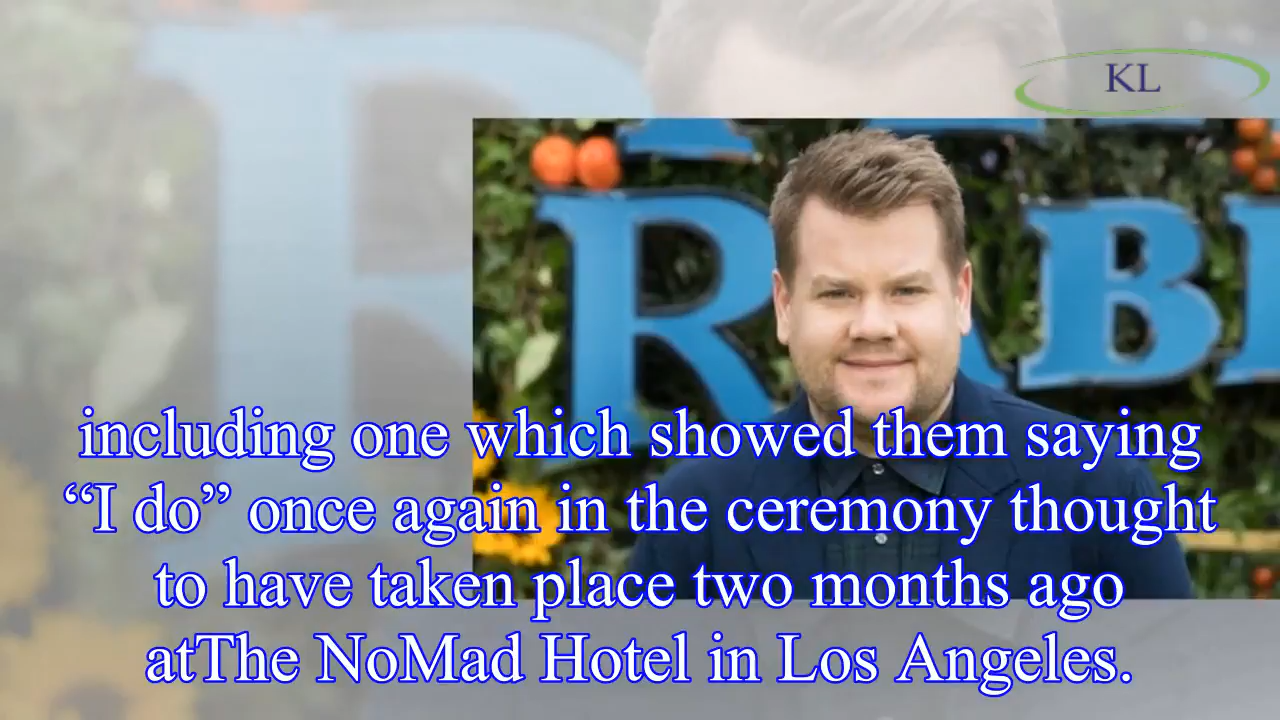 KL
R BI
including one which showed them saying
“I do” once again in the ceremony thought
to have taken place two months ago
atThe NoMad Hotel in Los Angeles.